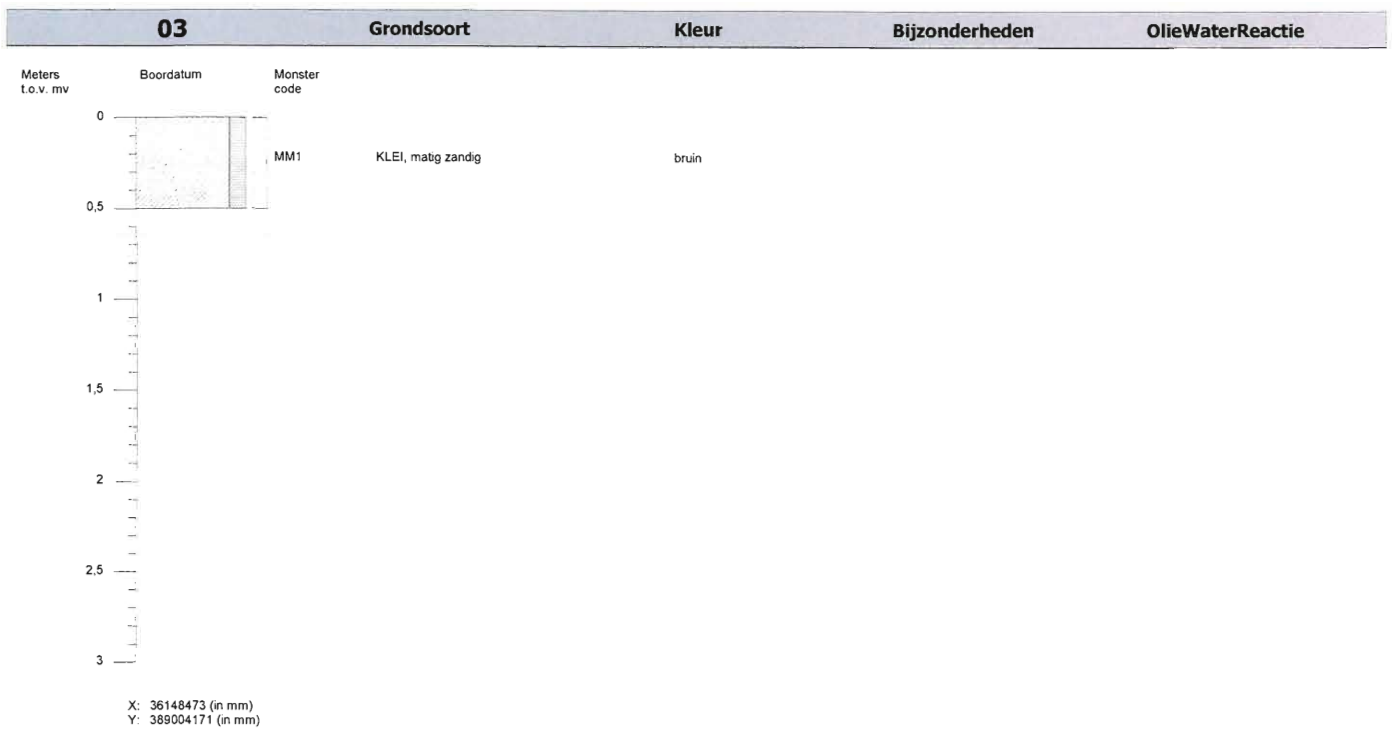 03 Grondsoort Kleur Bijzonderheden OlieWaterReactie
Meters t.o.v. mv
Boordatum
Monster code
0
MM1 KLEI, matig zandig bruin
0,5
1
1,5
2
2,5
3
X: 36148473 (in mm)
Y: 389004171 (in mm)